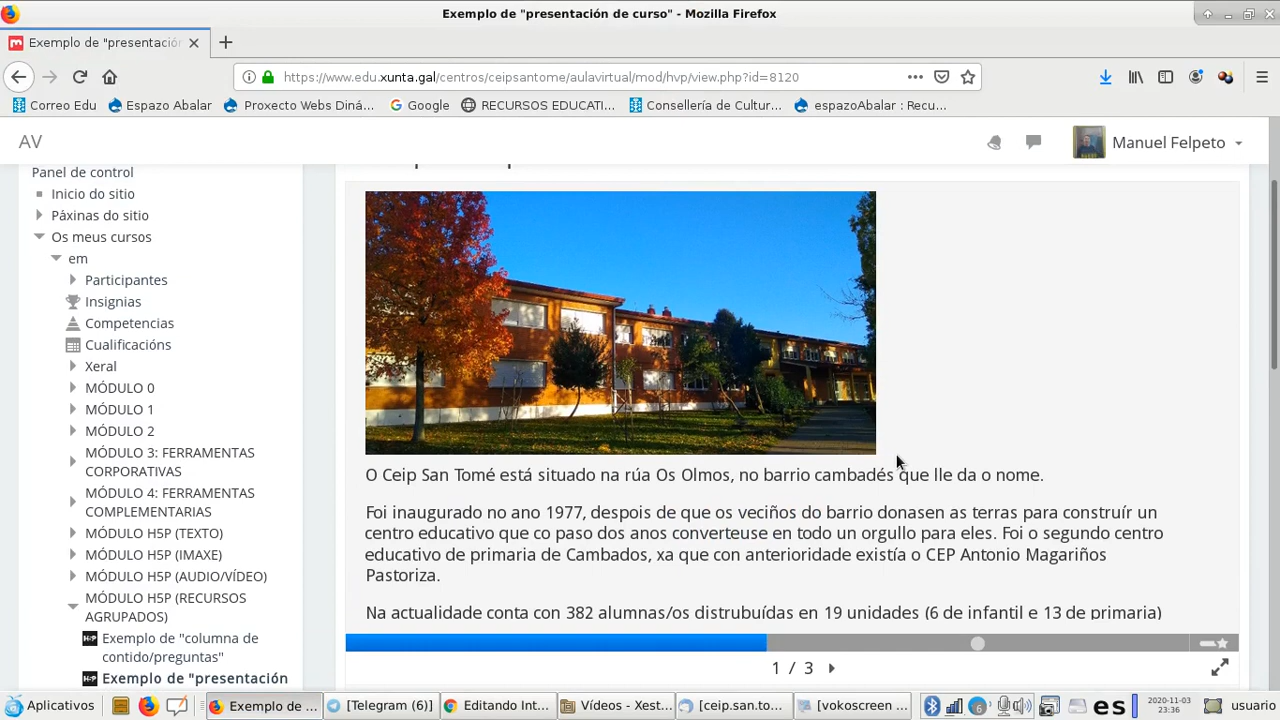 Exemplo de "presentación de curso" - Mozilla Firefox
Exemplo de "presentació
https://www.edu.xunta.gal/centros/ceipsantome/aulavirtual/mod/hvp/view.php?id=8120
Correo Edu Espazo Abalar Proxecto Webs Diná... Google RECURSOS EDUCATI... Consellería de Cultur... espazoAbalar : Recu...
AV
Manuel Felpeto
Panel de control
Inicio do sitio
Páxinas do sitio
Os meus cursos
em
Participantes
Insignias
Competencias
Cualificacións
Xeral
MÓDULO 0
MÓDULO 1
MÓDULO 2
MÓDULO 3: FERRAMENTAS
CORPORATIVAS
MÓDULO 4: FERRAMENTAS
COMPLEMENTARIAS
MÓDULO H5P (TEXTO)
MÓDULO H5P (IMAXE)
MÓDULO H5P (AUDIO/VÍDEO)
MÓDULO H5P (RECURSOS
AGRUPADOS)
H-P Exemplo de "columna de
contido/preguntas"
H-P Exemplo de "presentación
O Ceip San Tomé está situado na rúa Os Olmos, no barrio cambadés que lle da o nome.
Foi inaugurado no ano 1977, despois de que os veciños do barrio donasen as terras para construír un
centro educativo que co paso dos anos converteuse en todo un orgullo para eles. Foi o segundo centro
educativo de primaria de Cambados, xa que con anterioridade existía o CEP Antonio Magariños
Pastoriza.
Na actualidade conta con 382 alumnas/os distrubuídas en 19 unidades (6 de infantil e 13 de primaria)
1 / 3
Aplicativos Exemplo de ... [Telegram (6)] Editando Int... Vídeos - Xest... [ceip.san.to... [vokoscreen ... 6 es 2020-11-03 usuario
23:36